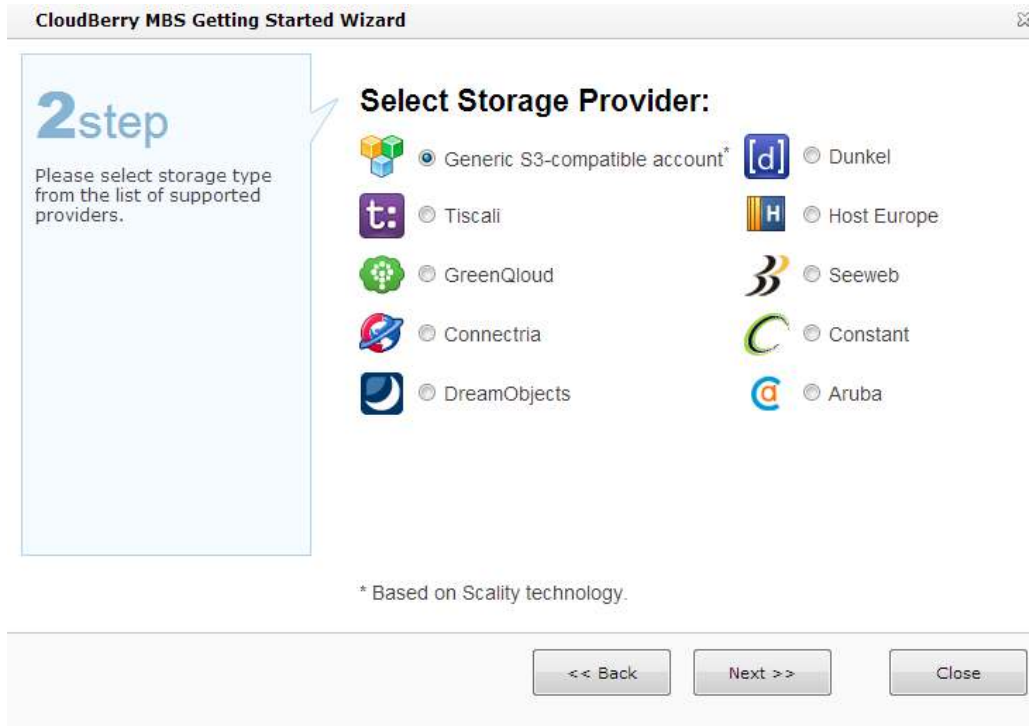 CloudBerry MBS Getting Started Wizard
2step
Please select storage type
from the list of supported
providers.
Select Storage Provider:
Generic S3-compatible account*
[d] Dunkel
t: Tiscali
H Host Europe
GreenQloud
Seeweb
Connectria
Constant
DreamObjects
a Aruba
* Based on Scality technology.
<< Back
Next >>
Close